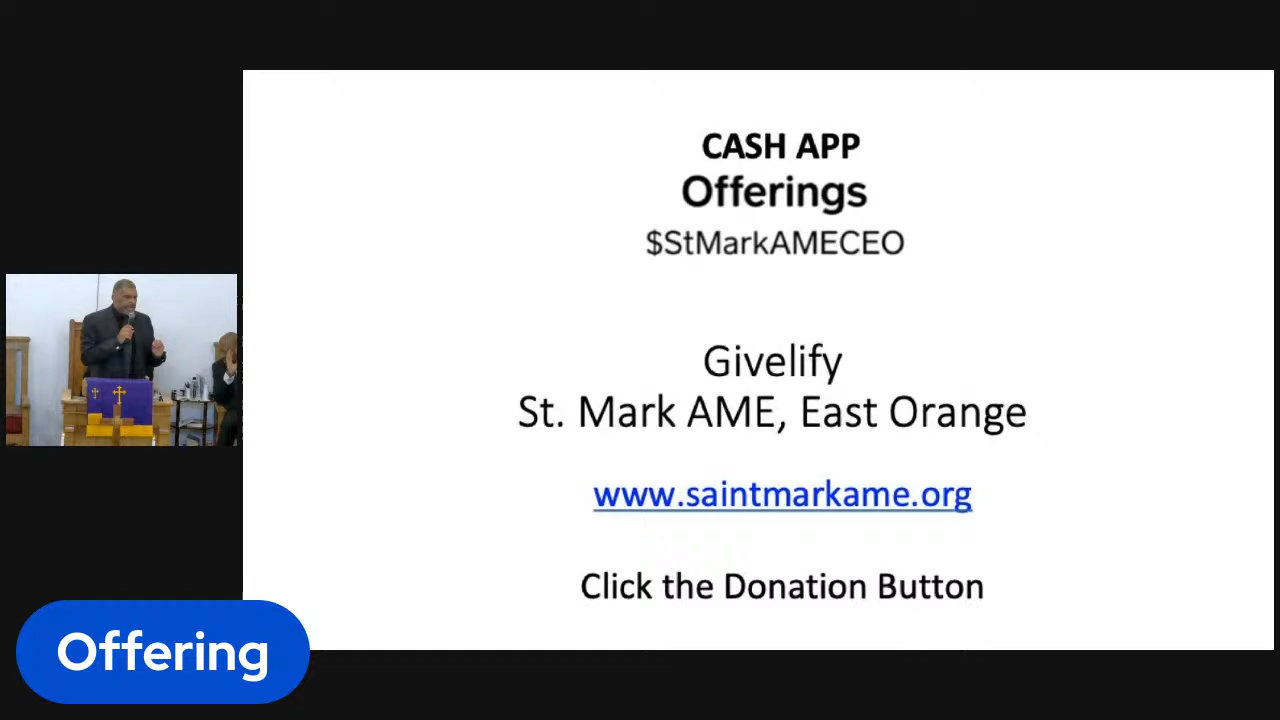 CASH APP
Offerings
$StMarkAMECEO
Givelify
St. Mark AME, East Orange
www.saintmarkame.org
Click the Donation Button
Offering